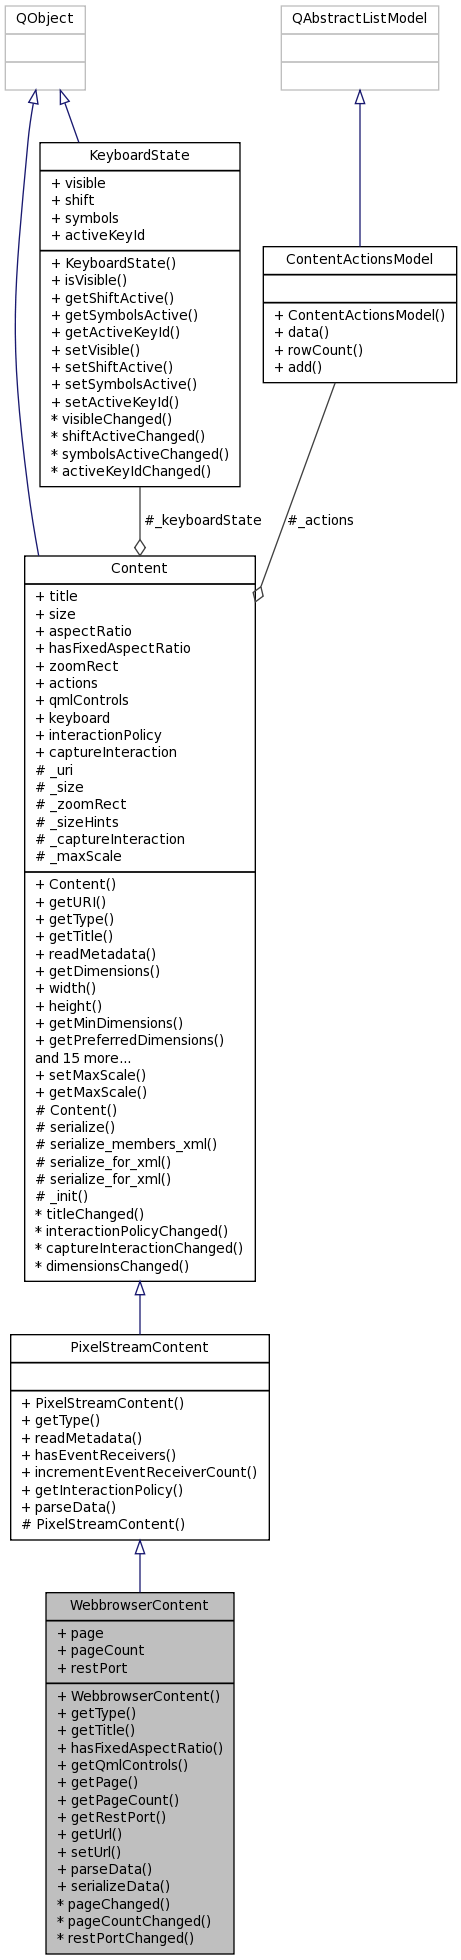 QObject
QAbstractListModel
KeyboardState
+ visible
+ shift
+ symbols
+ activeKeyId
+ KeyboardState()
+ isVisible()
+ getShiftActive()
+ getSymbolsActive()
+ getActiveKeyId()
+ setVisible()
+ setShiftActive()
+ setSymbolsActive()
+ setActiveKeyId()
* visibleChanged()
* shiftActiveChanged()
* symbolsActiveChanged()
* activeKeyIdChanged()
ContentActionsModel
+ ContentActionsModel()
+ data()
+ rowCount()
+ add()
#_keyboardState
#_actions
Content
+ title
+ size
+ aspectRatio
+ hasFixedAspectRatio
+ zoomRect
+ actions
+ qmlControls
+ keyboard
+ interactionPolicy
+ captureInteraction
# _uri
# _size
# _zoomRect
# _sizeHints
# _captureInteraction
# _maxScale
+ Content()
+ getURI()
+ getType()
+ getTitle()
+ readMetadata()
+ getDimensions()
+ width()
+ height()
+ getMinDimensions()
+ getPreferredDimensions()
and 15 more...
+ setMaxScale()
+ getMaxScale()
# Content()
# serialize()
# serialize_members_xml()
# serialize_for_xml()
# serialize_for_xml()
# _init()
* titleChanged()
* interactionPolicyChanged()
* captureInteractionChanged()
* dimensionsChanged()
PixelStreamContent
+ PixelStreamContent()
+ getType()
+ readMetadata()
+ hasEventReceivers()
+ incrementEventReceiverCount()
+ getInteractionPolicy()
+ parseData()
# PixelStreamContent()
WebbrowserContent
+ page
+ pageCount
+ restPort
+ WebbrowserContent()
+ getType()
+ getTitle()
+ hasFixedAspectRatio()
+ getQmlControls()
+ getPage()
+ getPageCount()
+ getRestPort()
+ getUrl()
+ setUrl()
+ parseData()
+ serializeData()
* pageChanged()
* pageCountChanged()
* restPortChanged()